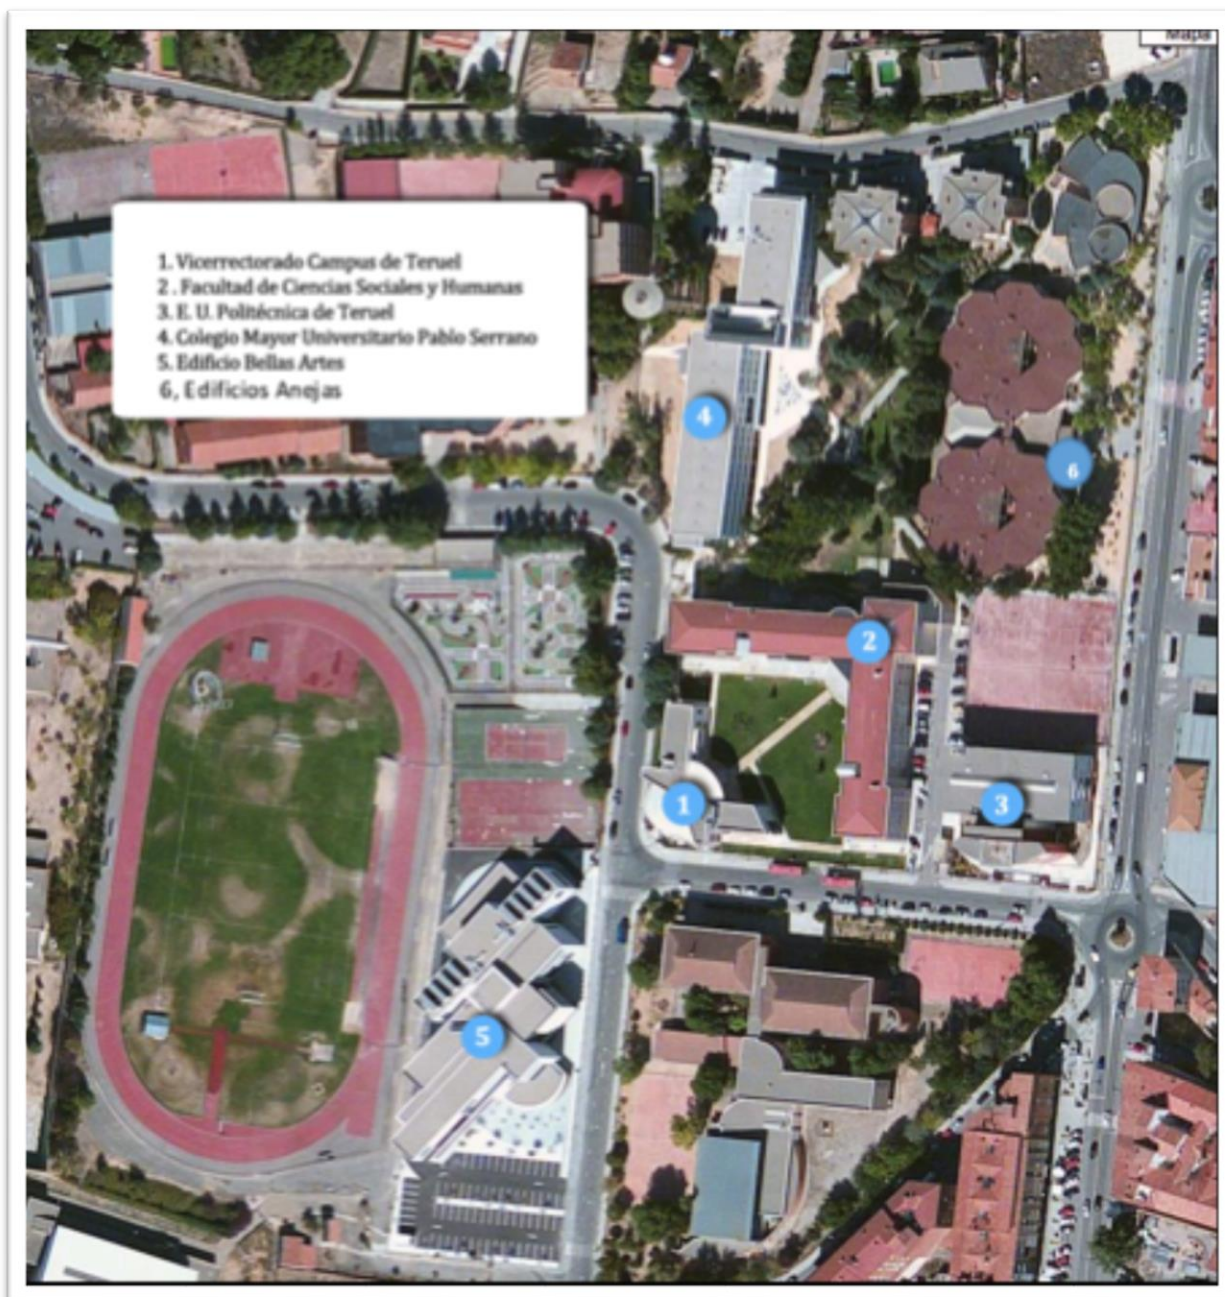 Mapa
1. Vicerrectorado Campus de Teruel
2 . Facultad de Ciencias Sociales y Humanas
3. E. U. Politécnica de Teruel
4. Colegio Mayor Universitario Pablo Serrano
5. Edificio Bellas Artes
6, Edificios Anejas
4
6
2
1
3
5